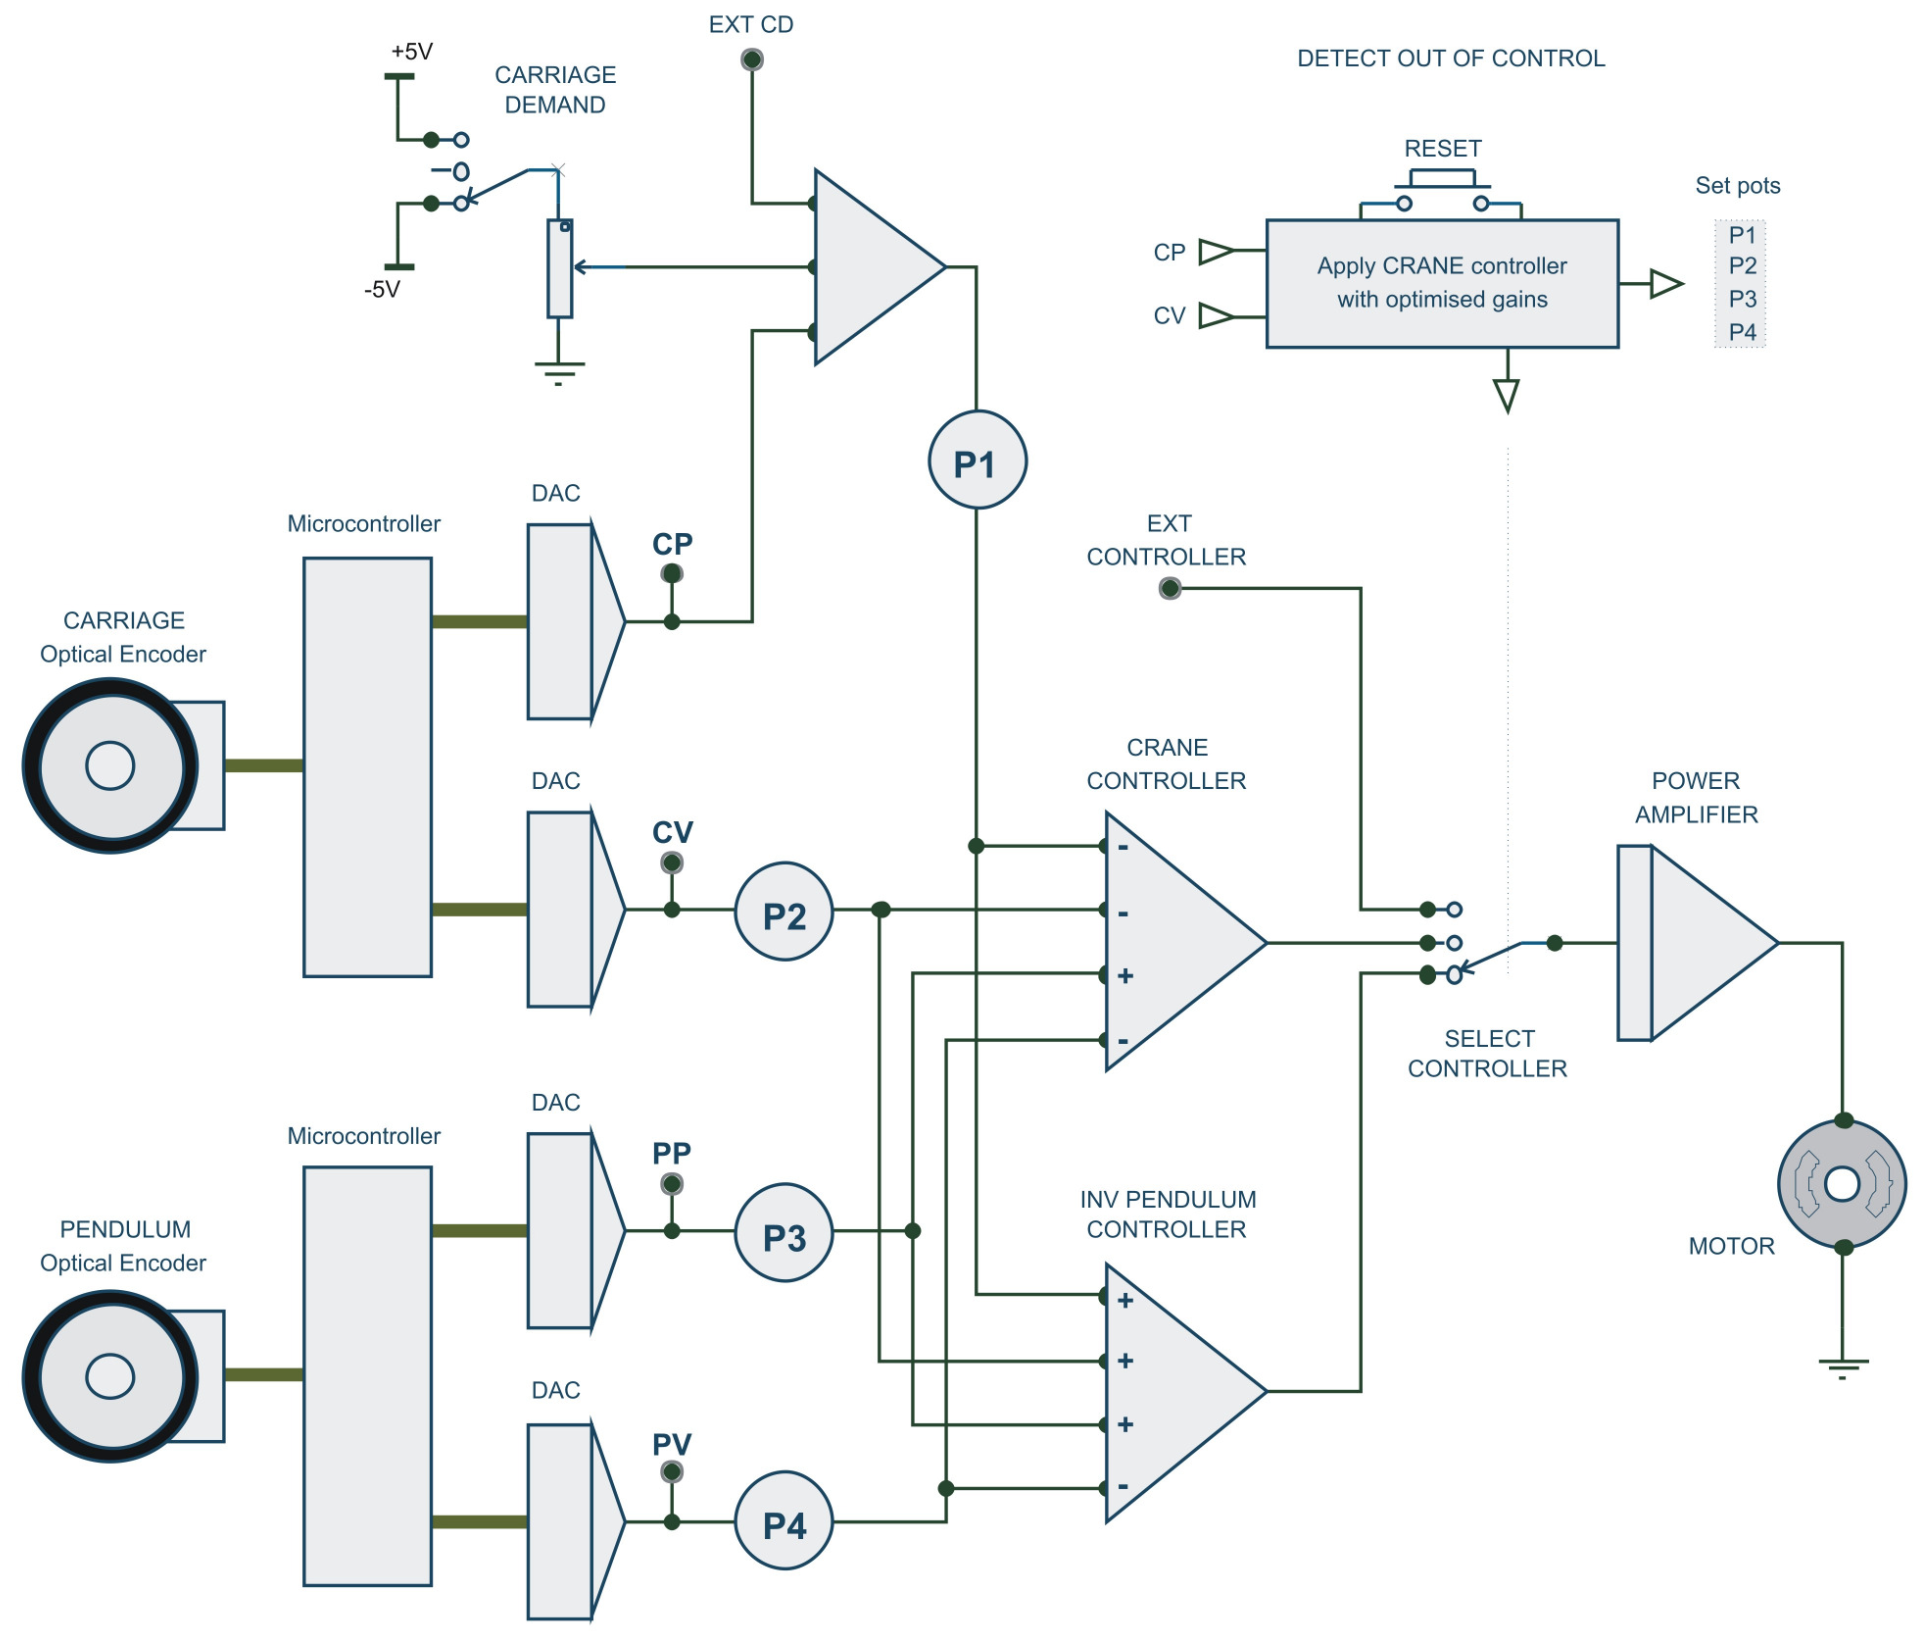 EXT CD
+5V
CARRIAGE
DEMAND
-5V
DETECT OUT OF CONTROL
RESET
Set pots
CP
CV
Apply CRANE controller
with optimised gains
P1
P2
P3
P4
P1
DAC
Microcontroller
CP
EXT
CONTROLLER
CARRIAGE
Optical Encoder
CRANE
CONTROLLER
DAC
CV
P2
-
-
+
-
POWER
AMPLIFIER
SELECT
CONTROLLER
DAC
Microcontroller
PP
P3
PENDULUM
Optical Encoder
INV PENDULUM
CONTROLLER
MOTOR
+
+
+
-
DAC
PV
P4